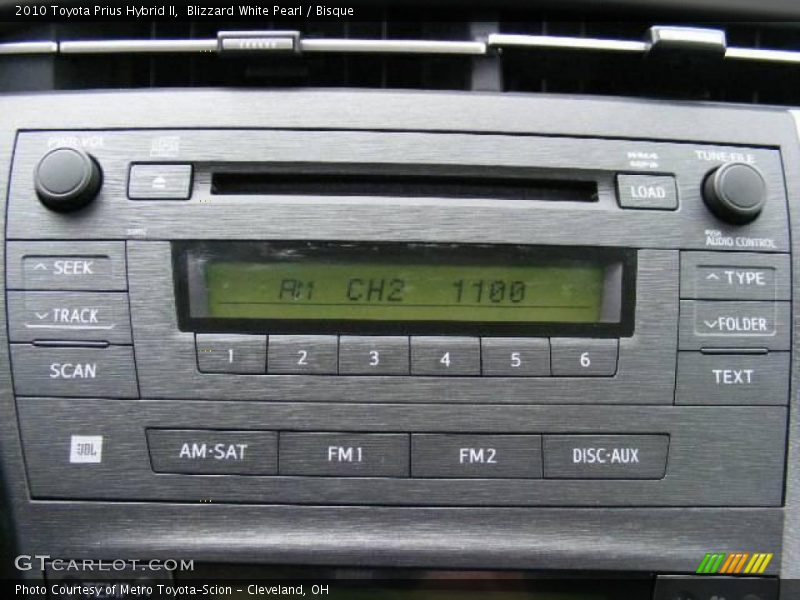 2010 Toyota Prius Hybrid II, Blizzard White Pearl / Bisque
PWR·VOL
TUNE·FILE
LOAD
PUSH
AUDIO CONTROL
SEEK
TRACK
SCAN
AM CH2 1100
TYPE
FOLDER
TEXT
1 2 3 4 5 6
JBL
AM·SAT FM1 FM2 DISC·AUX
GTCARLOT.COM
Photo Courtesy of Metro Toyota-Scion - Cleveland, OH